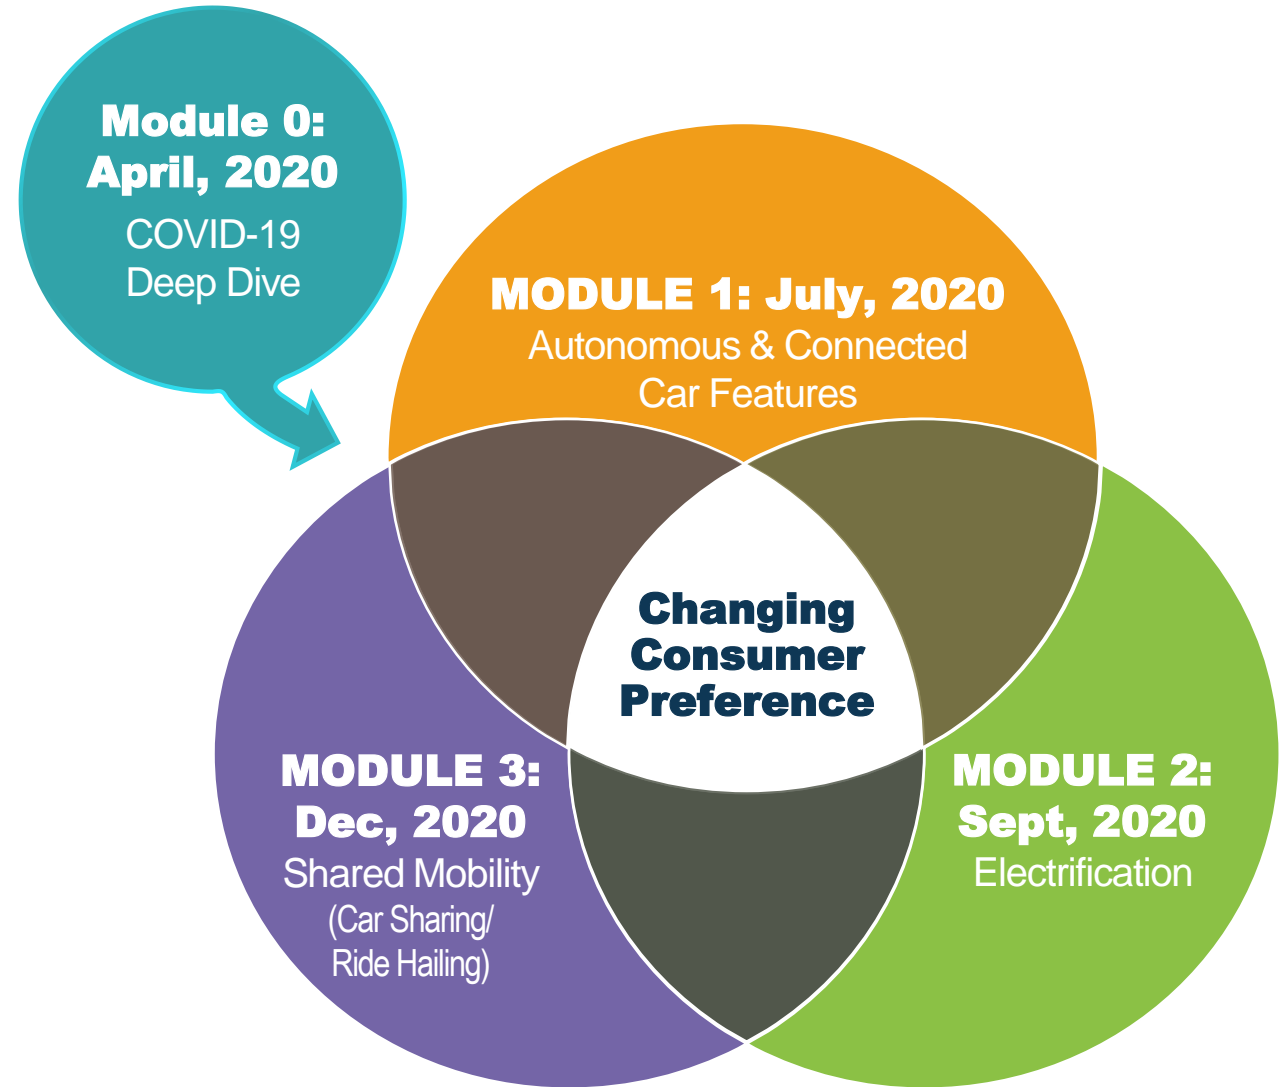 Module 0:
April, 2020
COVID-19
Deep Dive
MODULE 1: July, 2020
Autonomous & Connected
Car Features
Changing
Consumer
Preference
MODULE 3:
Dec, 2020
Shared Mobility
(Car Sharing/
Ride Hailing)
MODULE 2:
Sept, 2020
Electrification